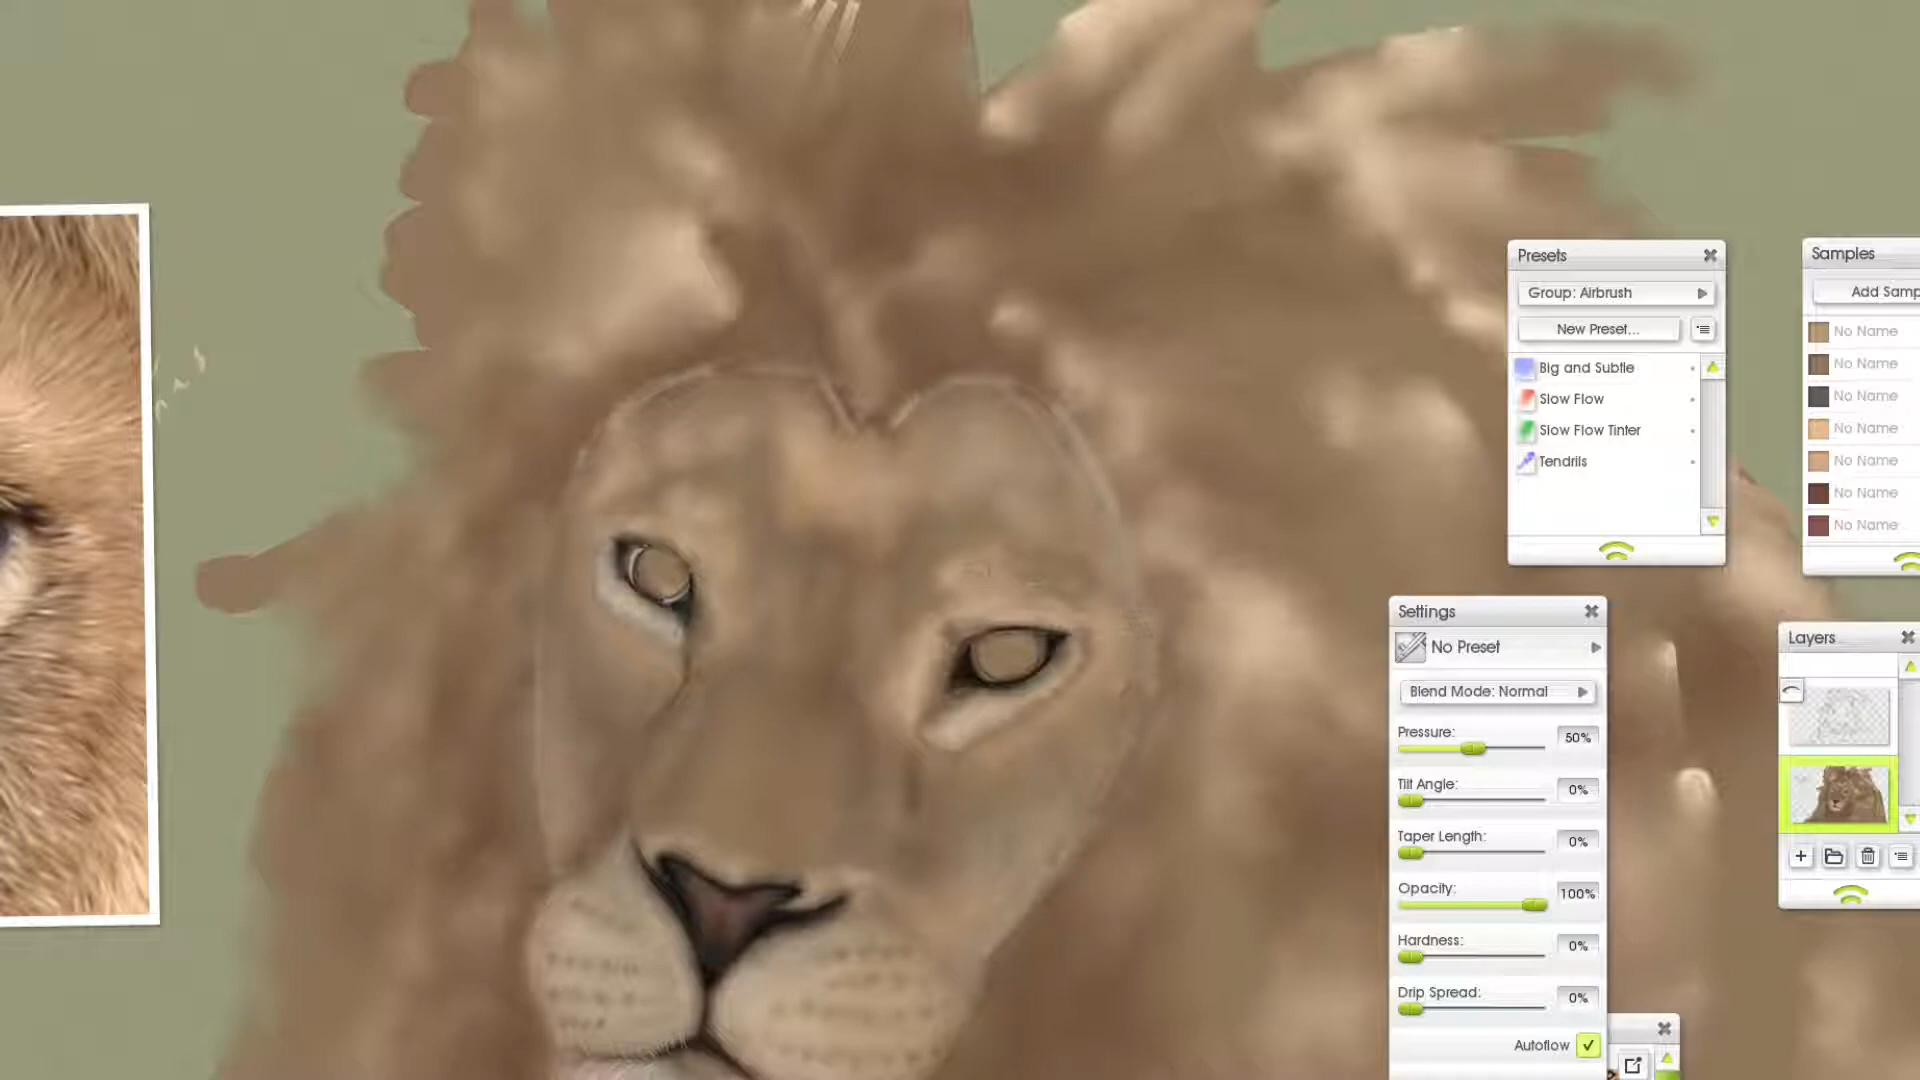 Presets
Group: Airbrush
New Preset...
Big and Subtle
Slow Flow
Slow Flow Tinter
Tendrils
Samples
Add Samp
No Name
No Name
No Name
No Name
No Name
No Name
No Name
Settings
No Preset
Blend Mode: Normal
Pressure:
50%
Tilt Angle:
0%
Taper Length:
0%
Opacity:
100%
Hardness:
0%
Drip Spread:
0%
Autoflow
Layers